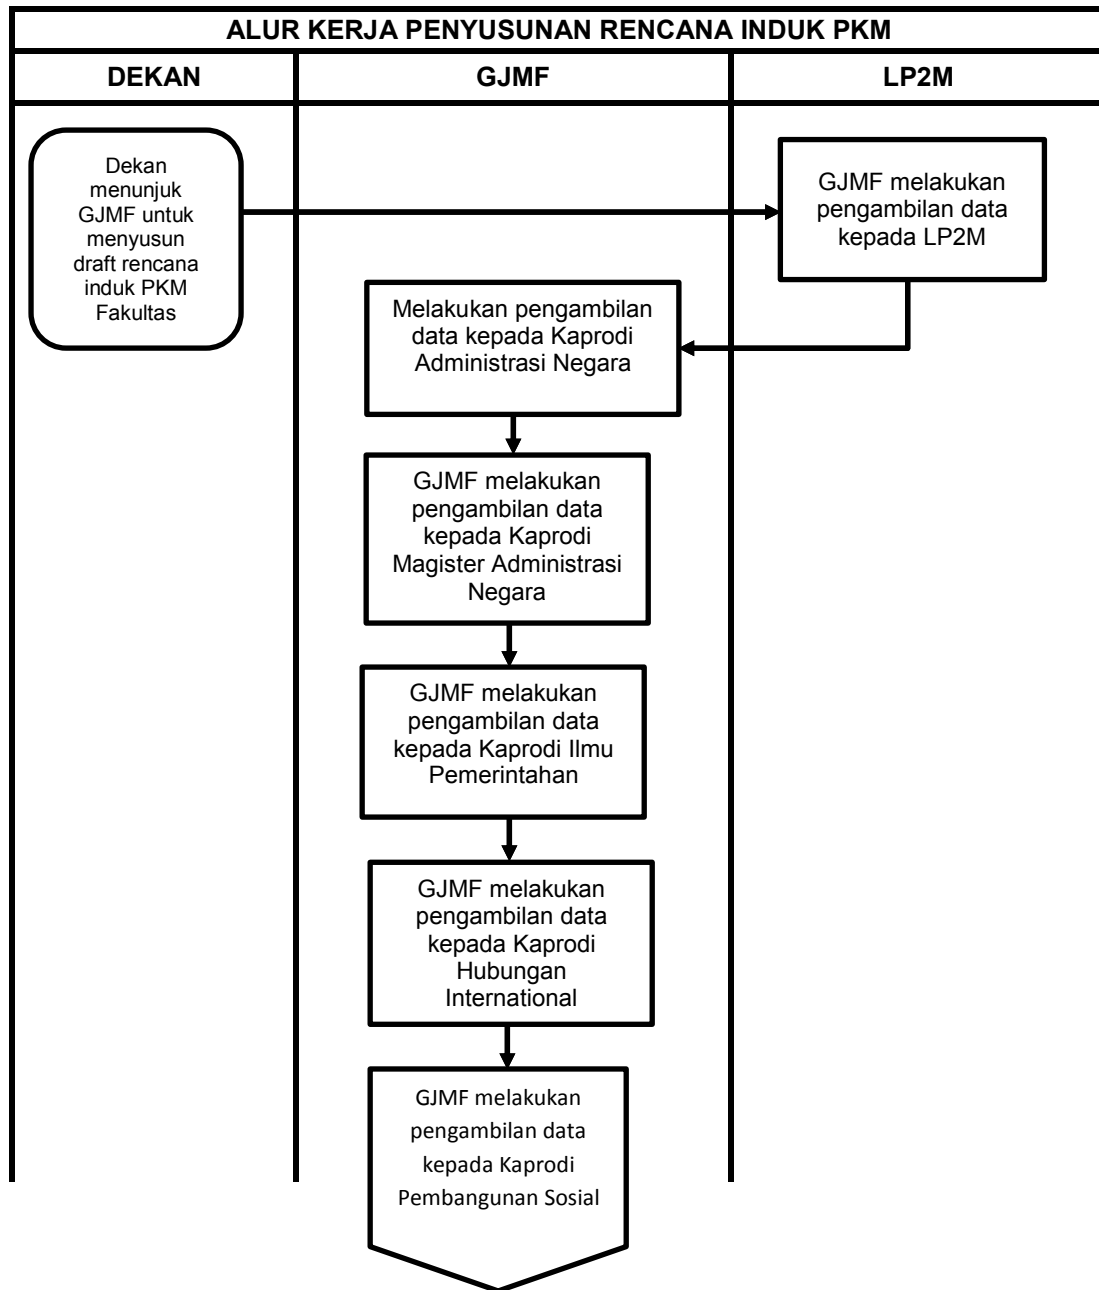 ALUR KERJA PENYUSUNAN RENCANA INDUK PKM
DEKAN
GJMF
LP2M
Dekan
menunjuk
GJMF untuk
menyusun
draft rencana
induk PKM
Fakultas
GJMF melakukan
pengambilan data
kepada LP2M
Melakukan pengambilan
data kepada Kaprodi
Administrasi Negara
GJMF melakukan
pengambilan data
kepada Kaprodi
Magister Administrasi
Negara
GJMF melakukan
pengambilan data
kepada Kaprodi Ilmu
Pemerintahan
GJMF melakukan
pengambilan data
kepada Kaprodi
Hubungan
International
GJMF melakukan
pengambilan data
kepada Kaprodi
Pembangunan Sosial